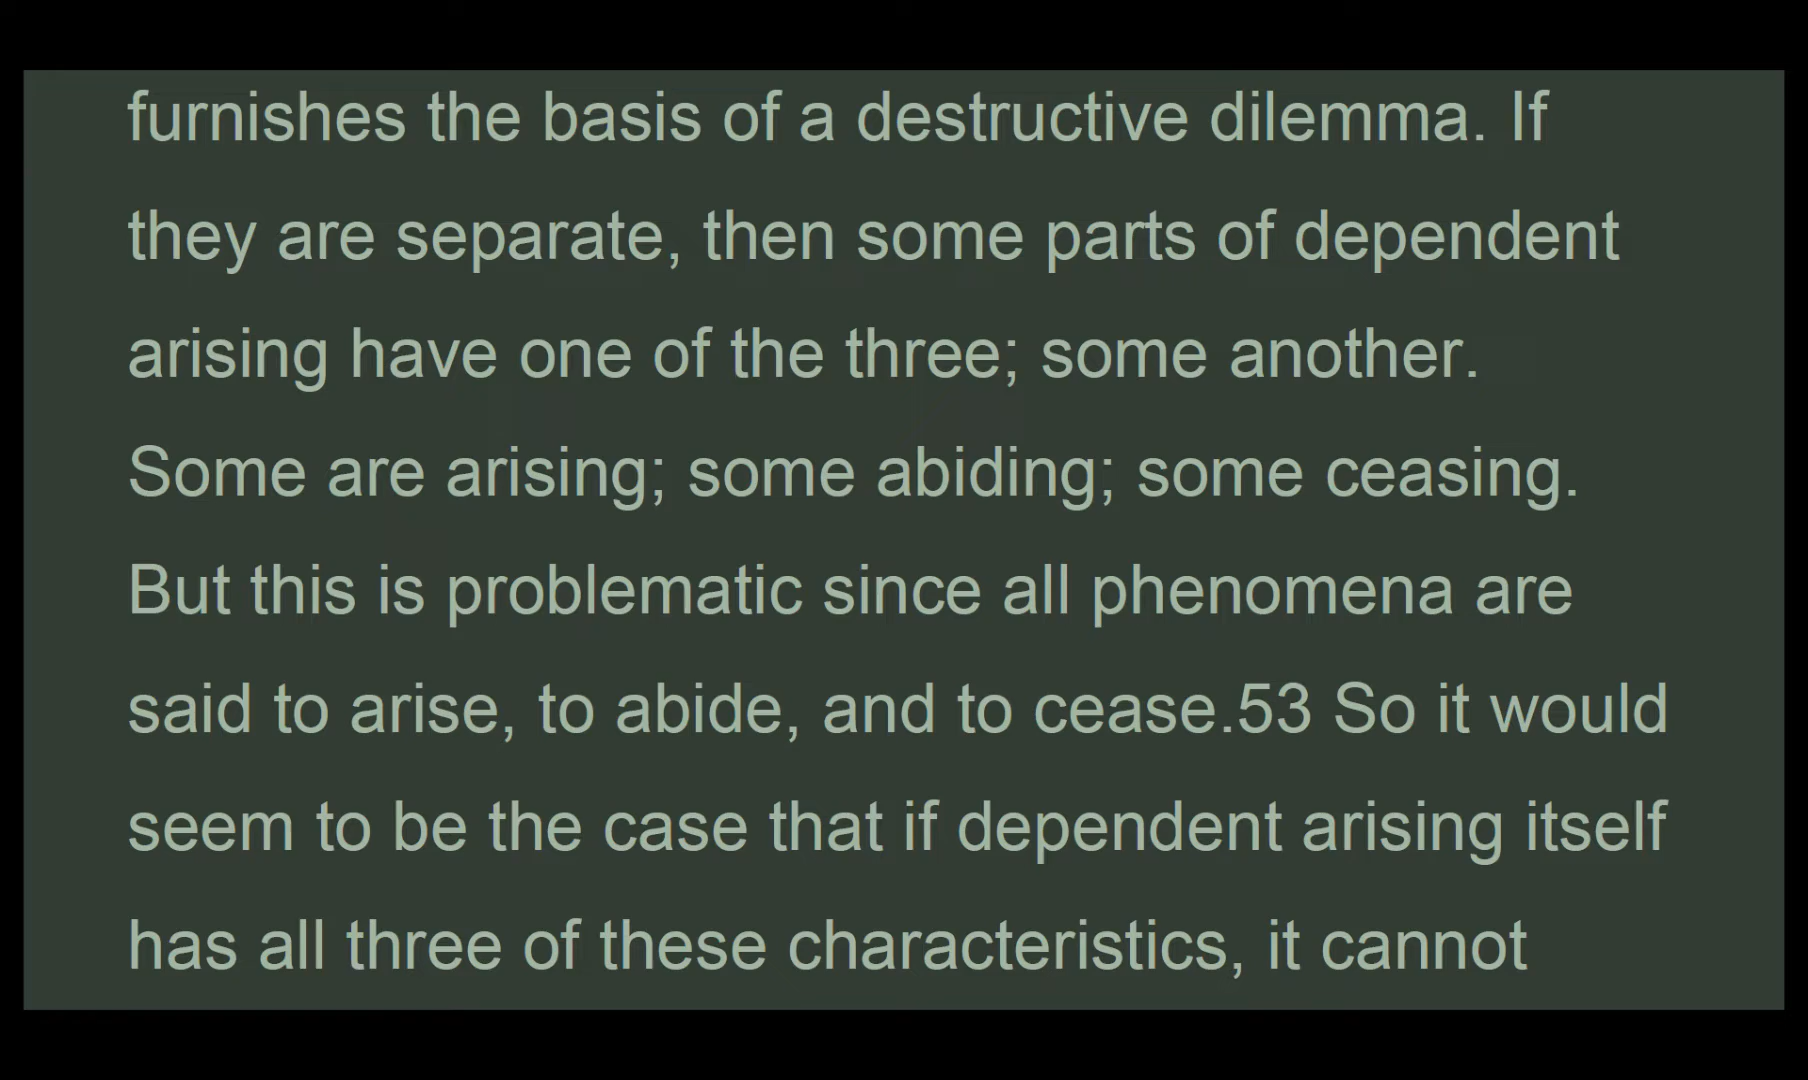 furnishes the basis of a destructive dilemma. If
they are separate, then some parts of dependent
arising have one of the three; some another.
Some are arising; some abiding; some ceasing.
But this is problematic since all phenomena are
said to arise, to abide, and to cease.53 So it would
seem to be the case that if dependent arising itself
has all three of these characteristics, it cannot